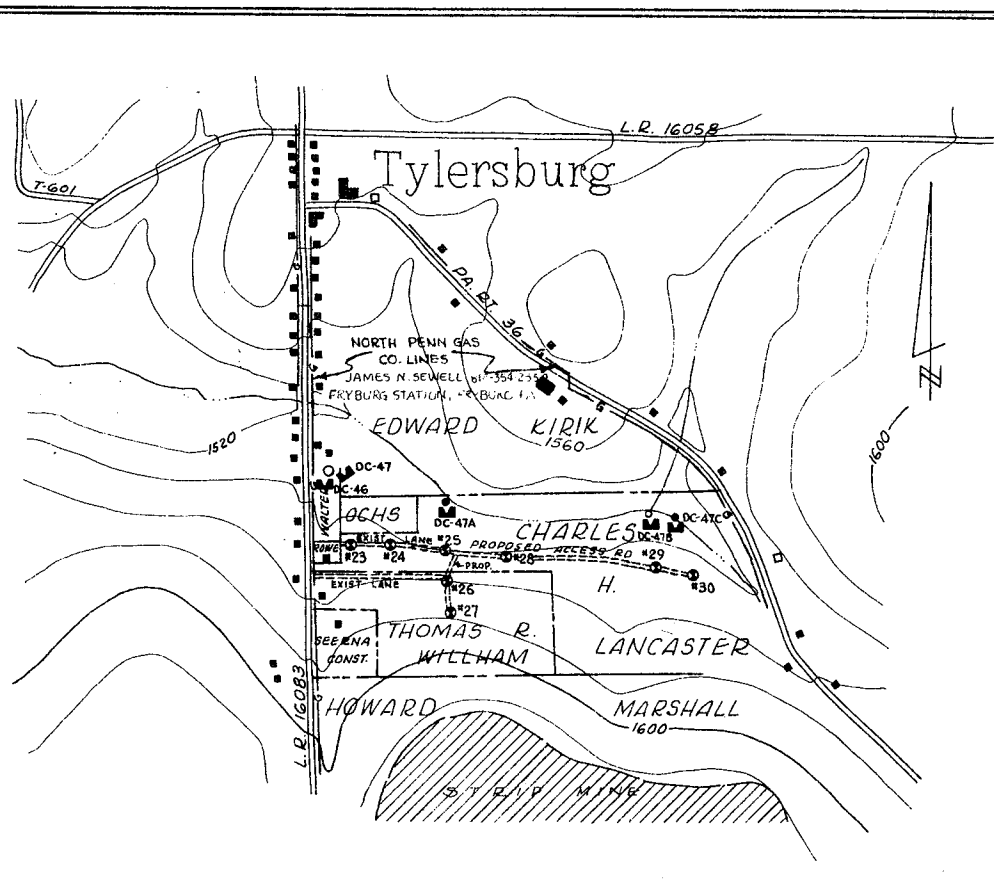 L.R. 16058
Tylersburg
T-601
PA. RT. 36
G
NORTH PENN GAS
CO. LINES
JAMES N. SEWELL
FRYBURG STATION,
EDWARD KIRIK
1520
1560
1600
DC-47
DC-46
WALTER
OCHS
DC-47A
CHARLES
DC-47B
DC-47C
ROWE
EXIST LANE
#25
PROPOSED ACCESS RD
#29
#23
#24
#28
PROP.
#30
EXIST LANE
#26
H.
#27
THOMAS R.
WILLHAM
LANCASTER
CONST.
L.R. 16083
G
HOWARD
MARSHALL
1600
STRIP MINE
N